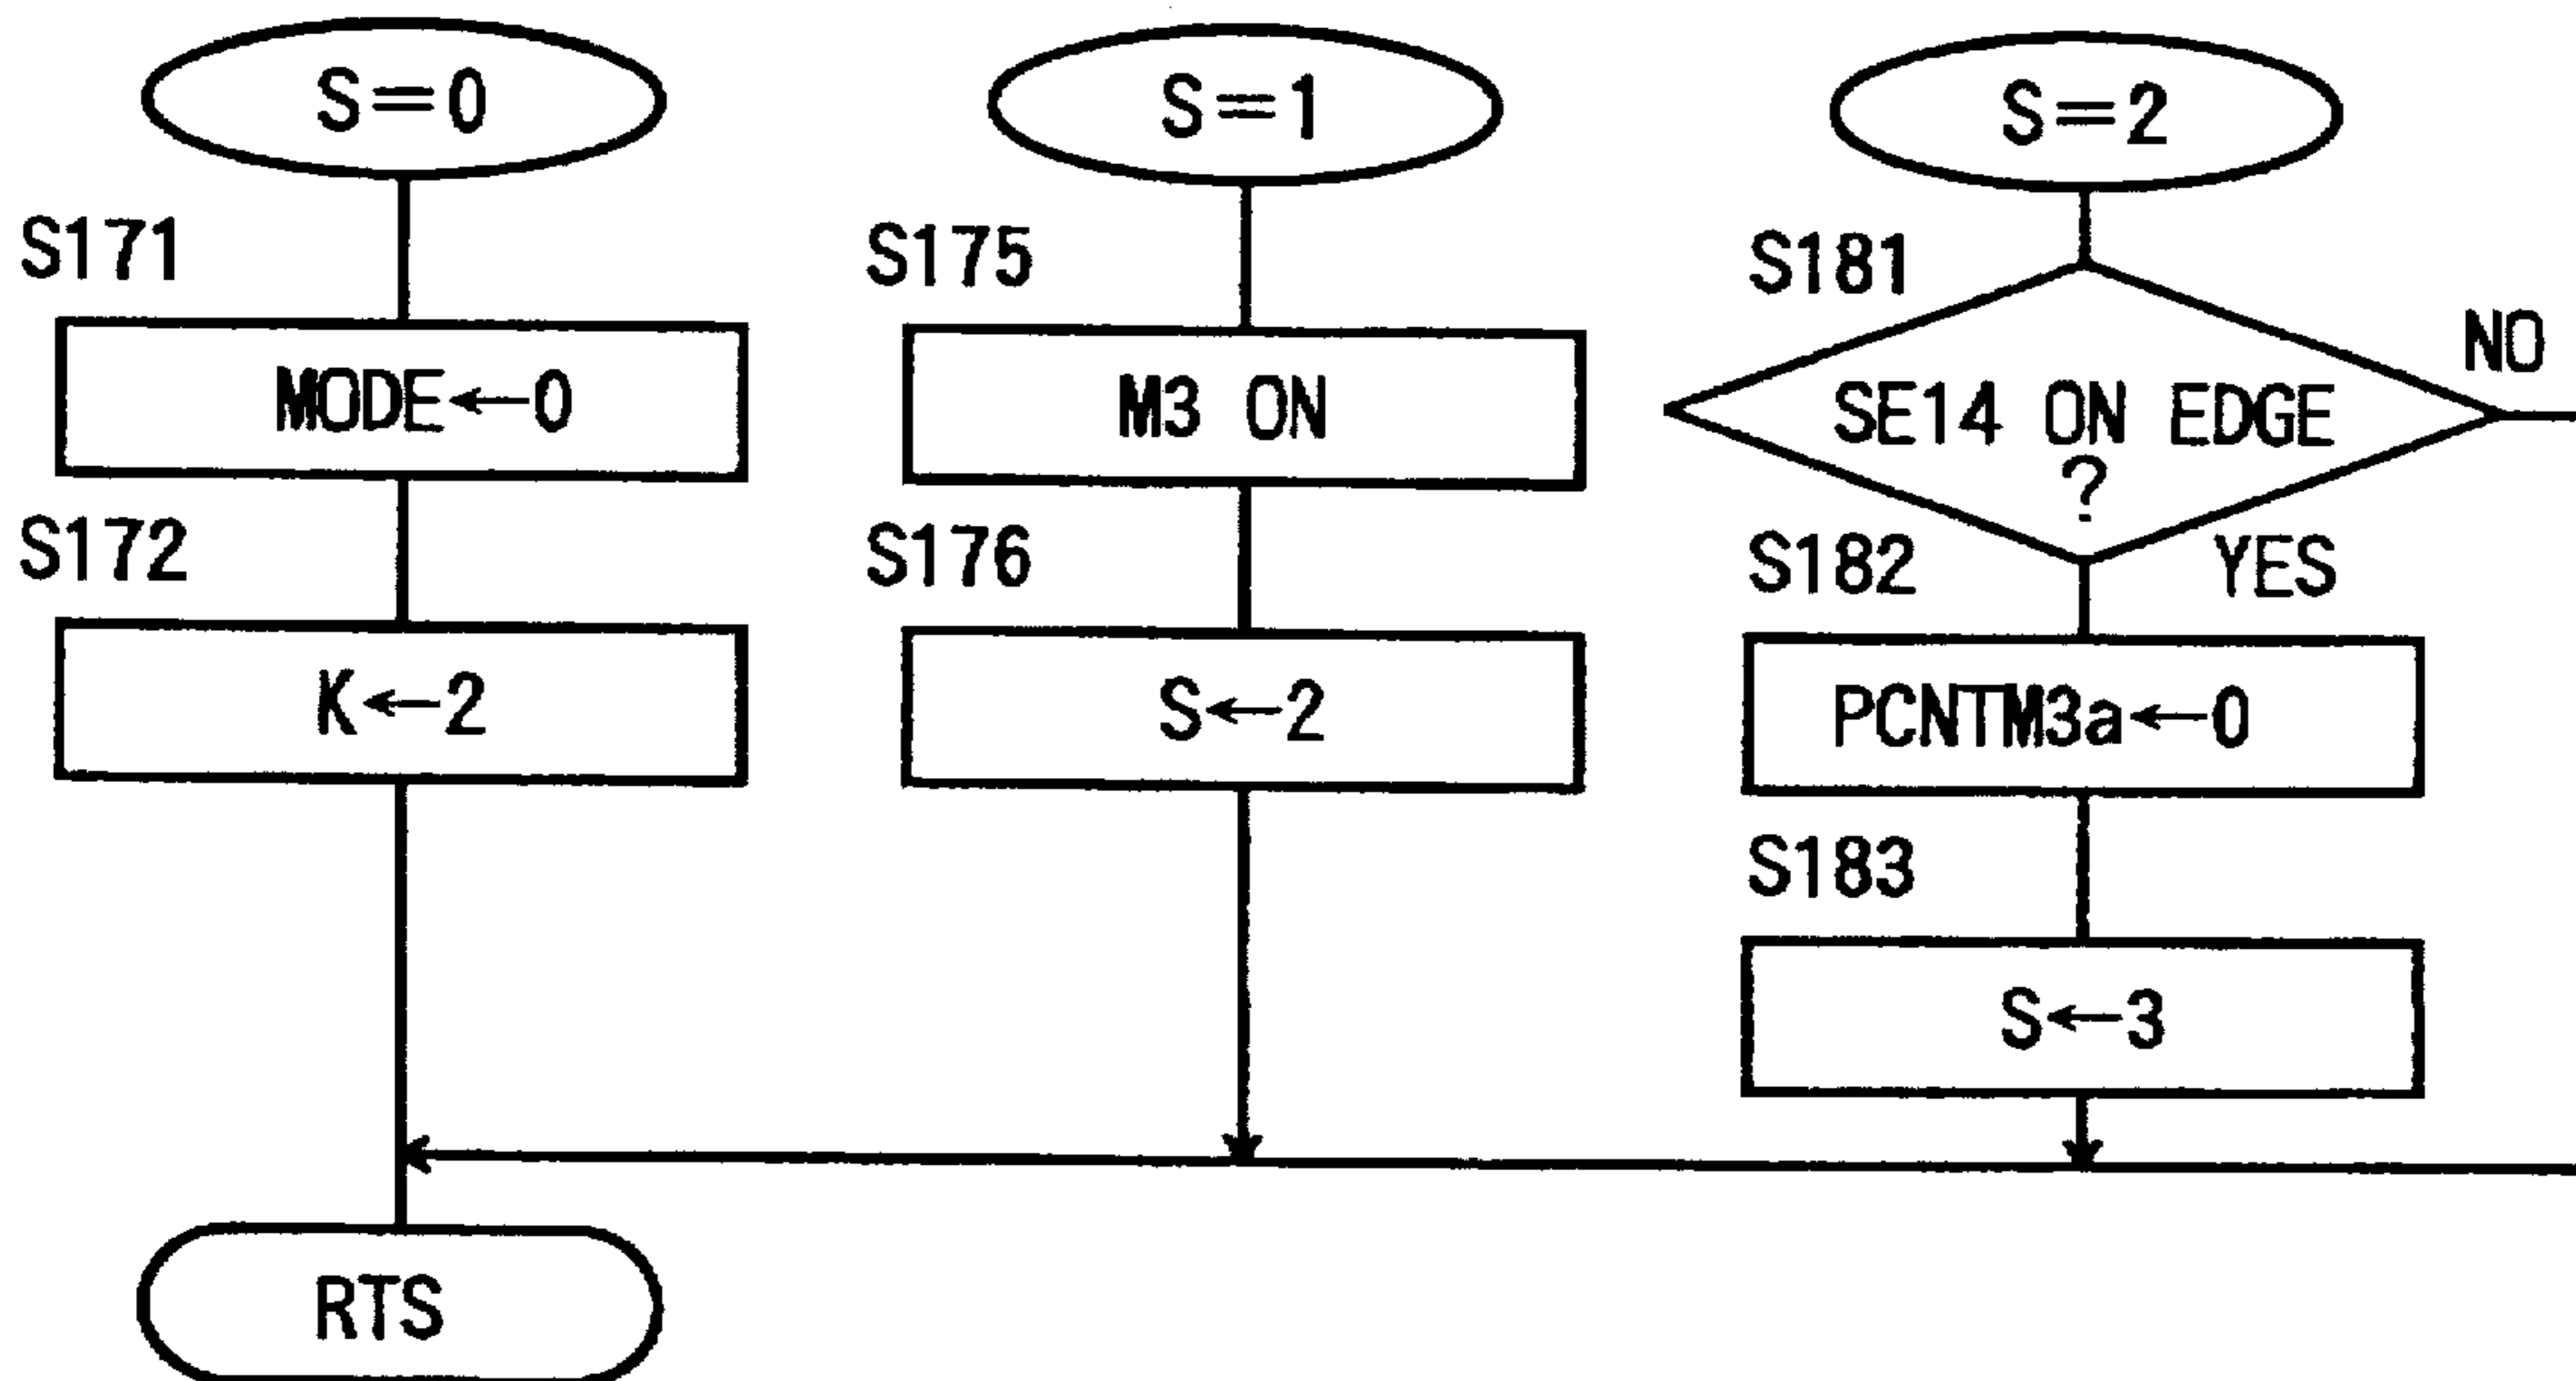 S=0
S171
MODE←0
S172
K←2
RTS
S=1
S175
M3 ON
S176
S←2
S=2
S181
SE14 ON EDGE
?
NO
YES
S182
PCNTM3a←0
S183
S←3